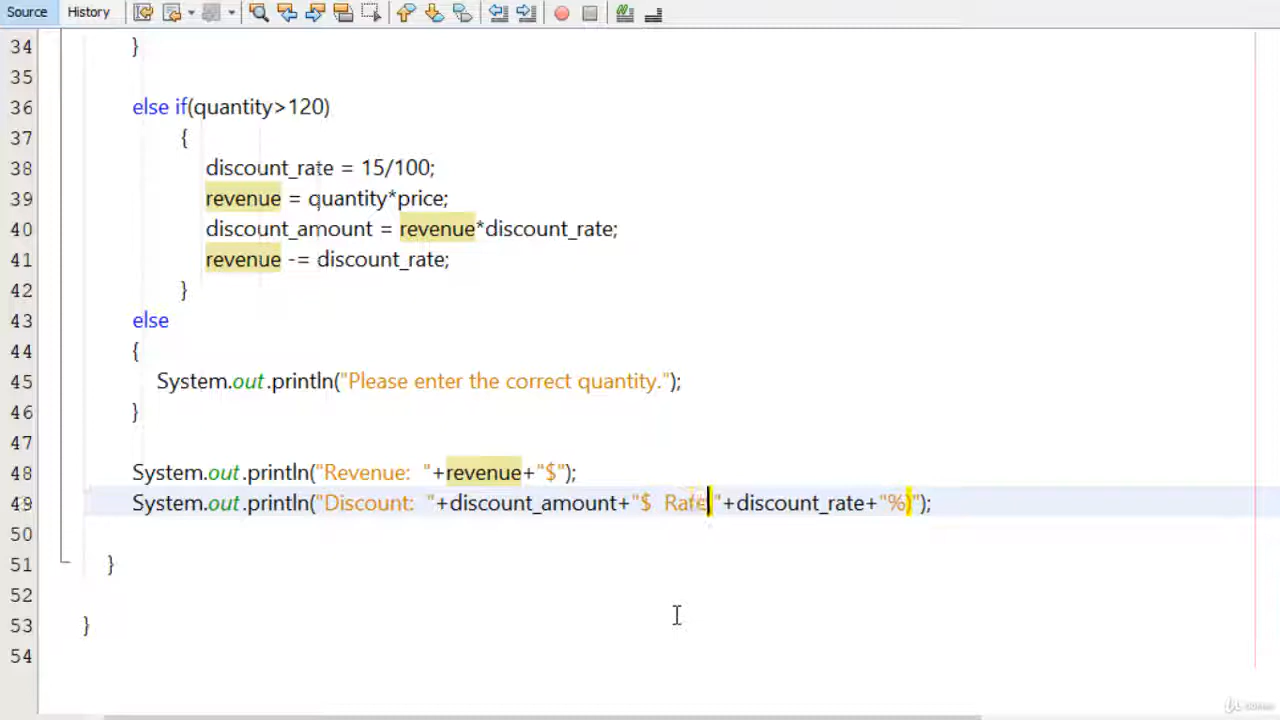 Source History
34 }
35
36 else if(quantity>120)
37 {
38 discount_rate = 15/100;
39 revenue = quantity*price;
40 discount_amount = revenue*discount_rate;
41 revenue -= discount_rate;
42 }
43 else
44 {
45 System.out.println("Please enter the correct quantity.");
46 }
47
48 System.out.println("Revenue:  "+revenue+"$");
49 System.out.println("Discount:  "+discount_amount+"$  Rate("+discount_rate+"%)");
50
51 }
52
53 }
54